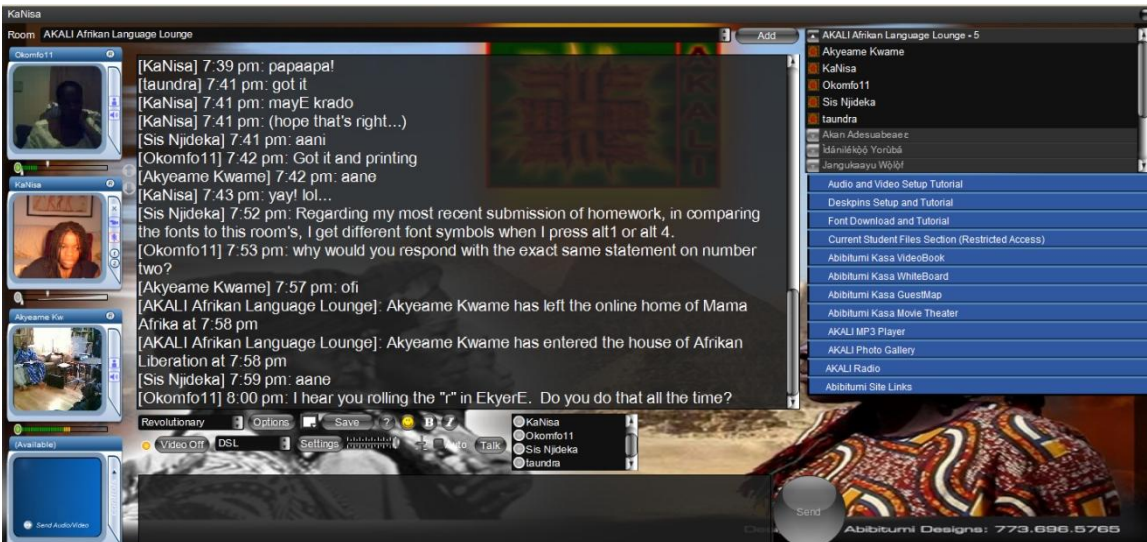 KaNisa
Room AKALI Afrikan Language Lounge
Add
Okomfo11
KaNisa
Akyeame Kw
(Available)
Send Audio/Video
[KaNisa] 7:39 pm: papaapa!
[taundra] 7:41 pm: got it
[KaNisa] 7:41 pm: mayE krado
[KaNisa] 7:41 pm: (hope that's right...)
[Sis Njideka] 7:41 pm: aani
[Okomfo11] 7:42 pm: Got it and printing
[Akyeame Kwame] 7:42 pm: aane
[KaNisa] 7:43 pm: yay! lol...
[Sis Njideka] 7:52 pm: Regarding my most recent submission of homework, in comparing
the fonts to this room's, I get different font symbols when I press alt1 or alt 4.
[Okomfo11] 7:53 pm: why would you respond with the exact same statement on number
two?
[Akyeame Kwame] 7:57 pm: ofi
[AKALI Afrikan Language Lounge]: Akyeame Kwame has left the online home of Mama
Afrika at 7:58 pm
[AKALI Afrikan Language Lounge]: Akyeame Kwame has entered the house of Afrikan
Liberation at 7:58 pm
[Sis Njideka] 7:59 pm: aane
[Okomfo11] 8:00 pm: I hear you rolling the "r" in EkyerE. Do you do that all the time?
AKALI
Revolutionary Options Save ? B I
Video Off DSL Settings Auto Talk
KaNisa
Okomfo11
Sis Njideka
taundra
Send
AKALI Afrikan Language Lounge - 5
Akyeame Kwame
KaNisa
Okomfo11
Sis Njideka
taundra
Akan Adesuabeaeɛ
Ìdánilékọ̀ọ́ Yorùbá
Jangukaayu Wọ̀lọ́f
Audio and Video Setup Tutorial
Deskpins Setup and Tutorial
Font Download and Tutorial
Current Student Files Section (Restricted Access)
Abibitumi Kasa VideoBook
Abibitumi Kasa WhiteBoard
Abibitumi Kasa GuestMap
Abibitumi Kasa Movie Theater
AKALI MP3 Player
AKALI Photo Gallery
AKALI Radio
Abibitumi Site Links
Abibitumi Designs: 773.696.5765